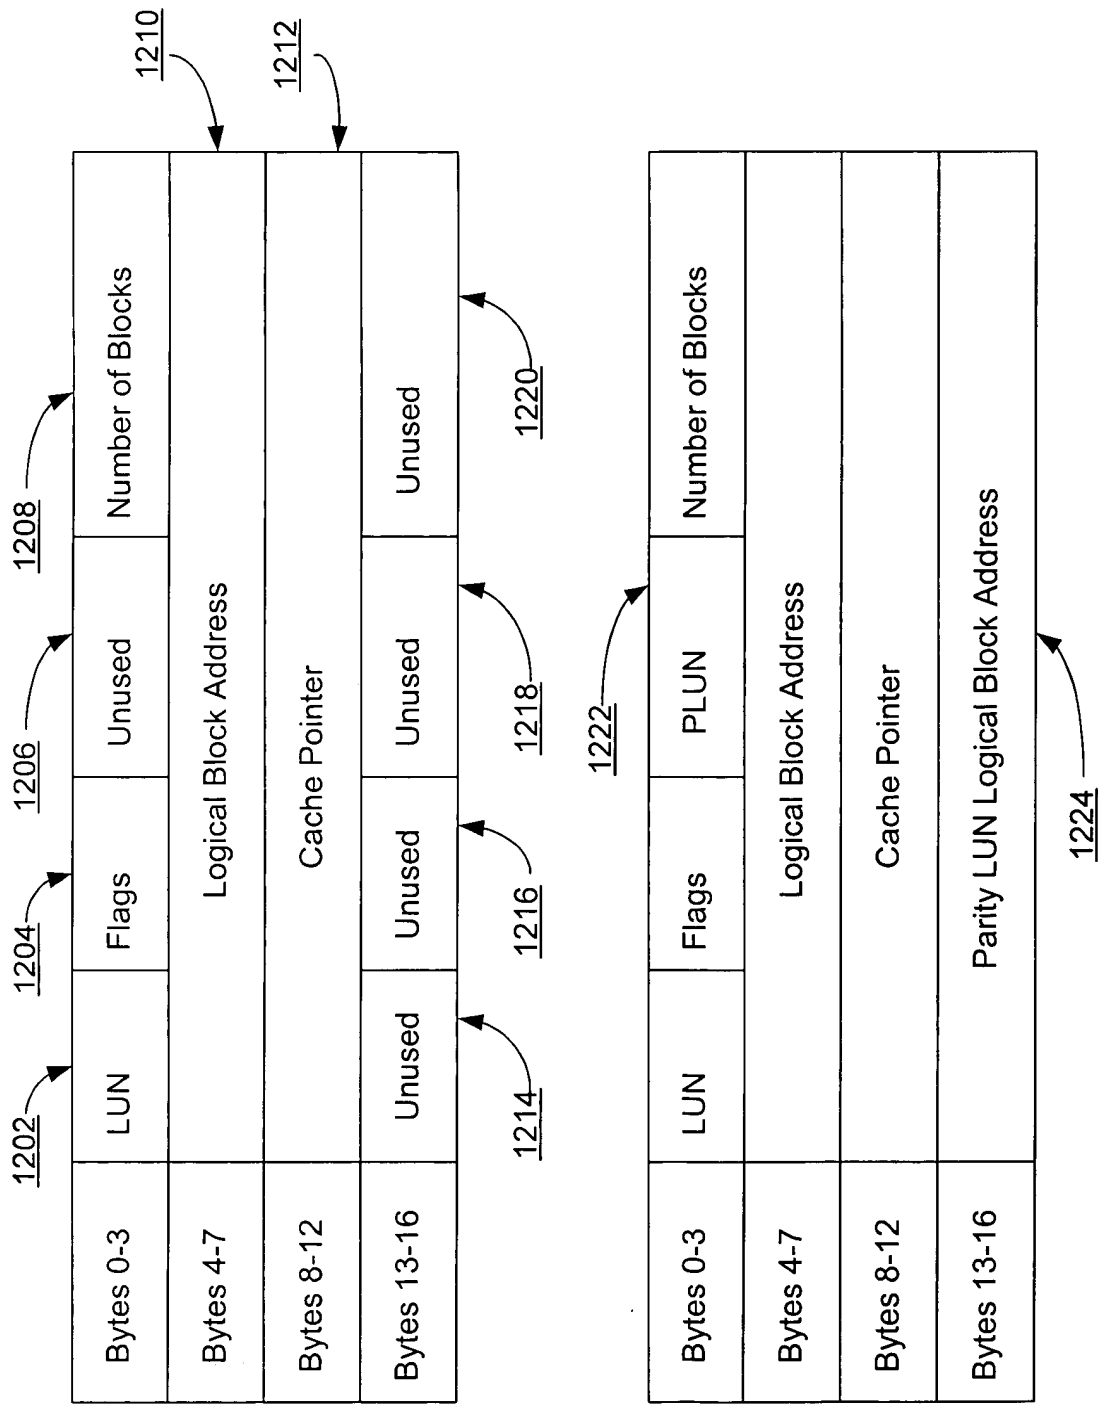 1202
1204
1206
1208
Bytes 0-3
LUN
Flags
Unused
Number of Blocks
1210
Bytes 4-7
Logical Block Address
1212
Bytes 8-12
Cache Pointer
Bytes 13-16
Unused
Unused
Unused
Unused
1214
1216
1218
1220
1222
Bytes 0-3
LUN
Flags
PLUN
Number of Blocks
Bytes 4-7
Logical Block Address
Bytes 8-12
Cache Pointer
Bytes 13-16
Parity LUN Logical Block Address
1224